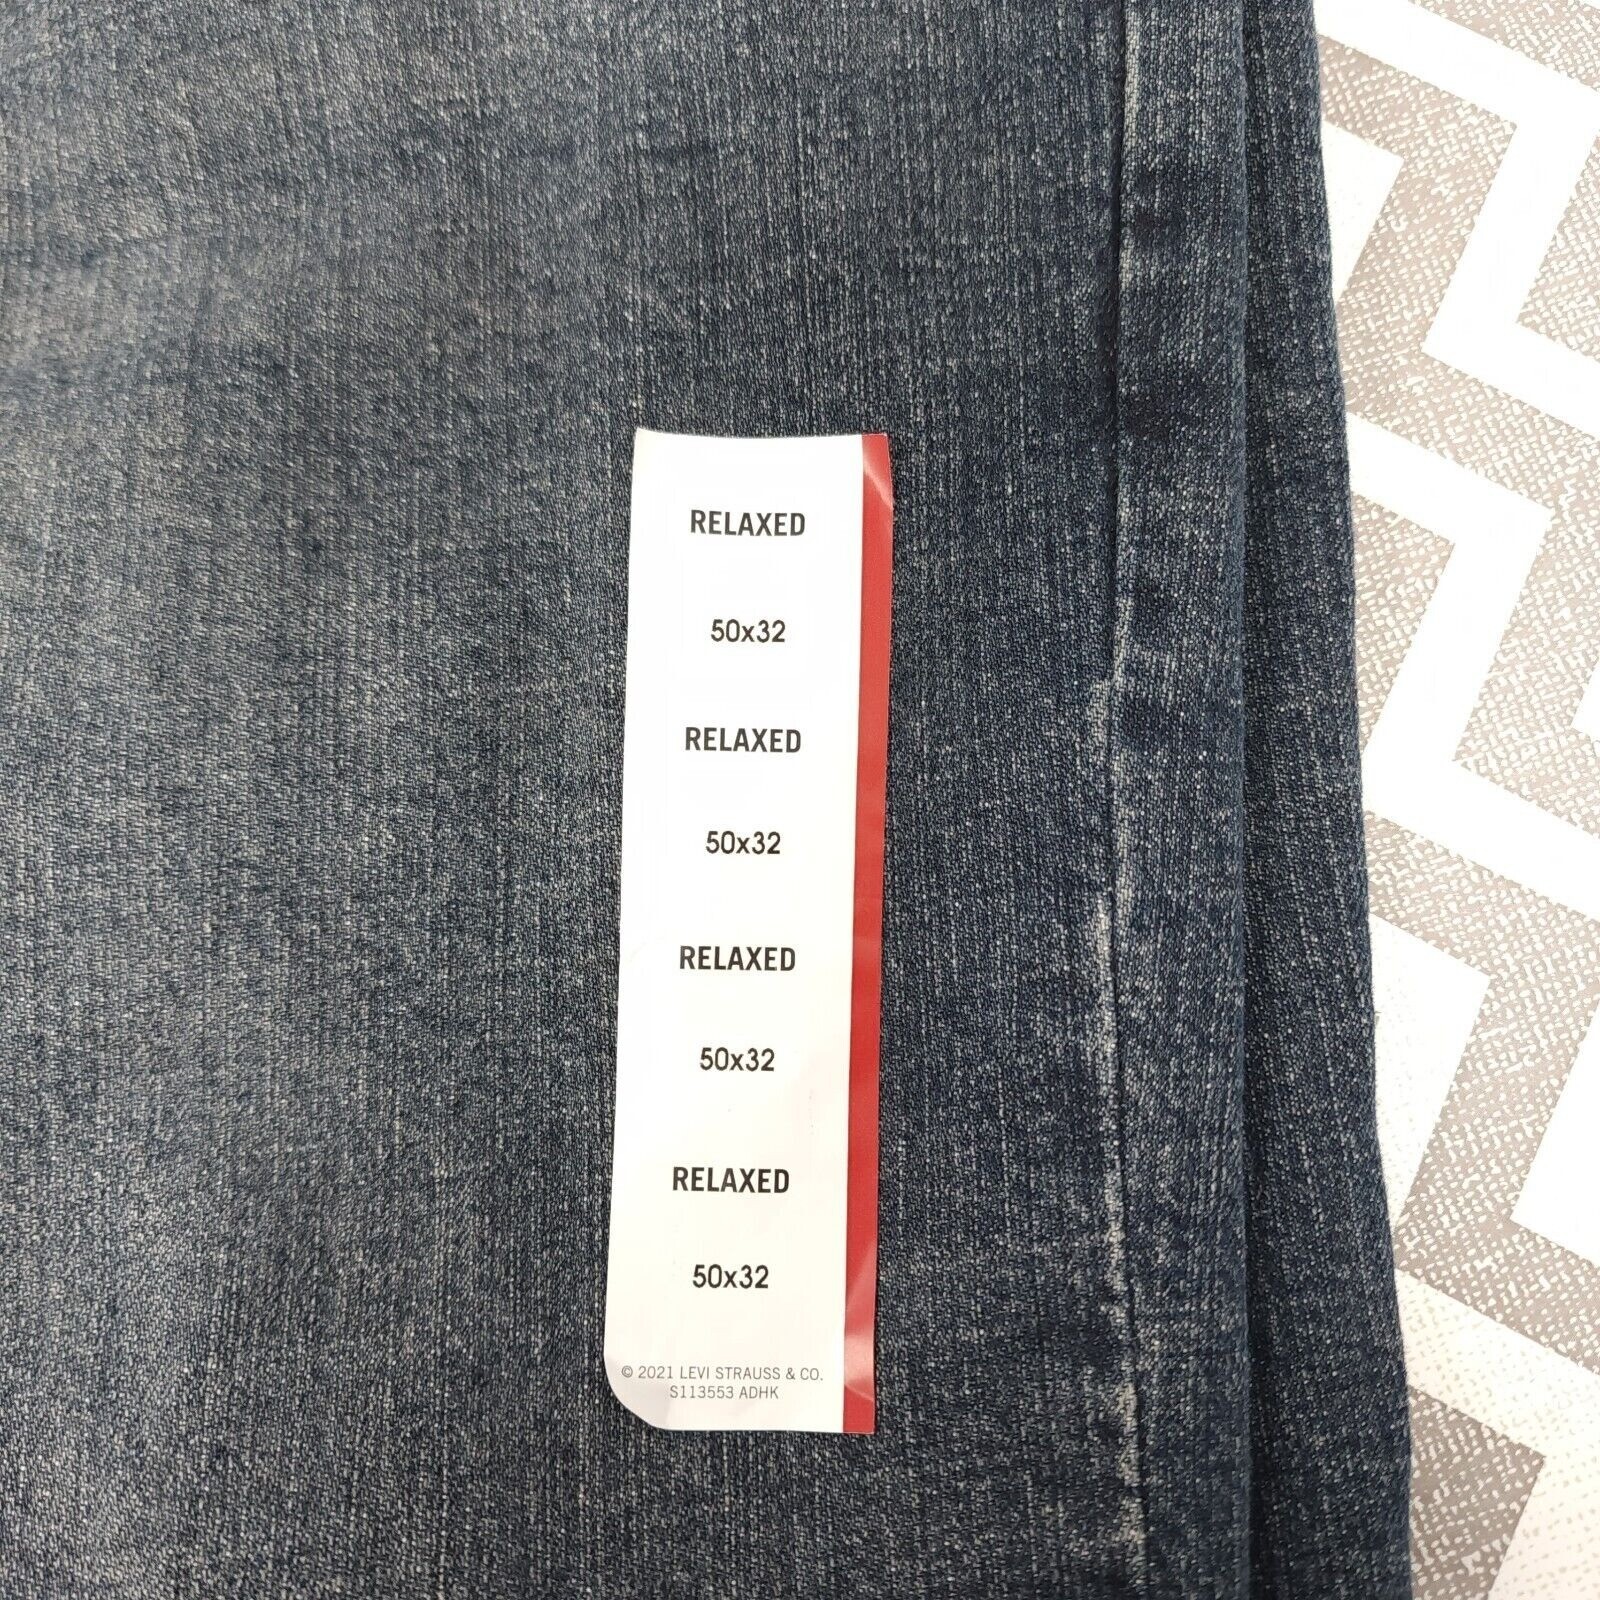 RELAXED
50x32
RELAXED
50x32
RELAXED
50x32
RELAXED
50x32
© 2021 LEVI STRAUSS & CO.
S113553 ADHK